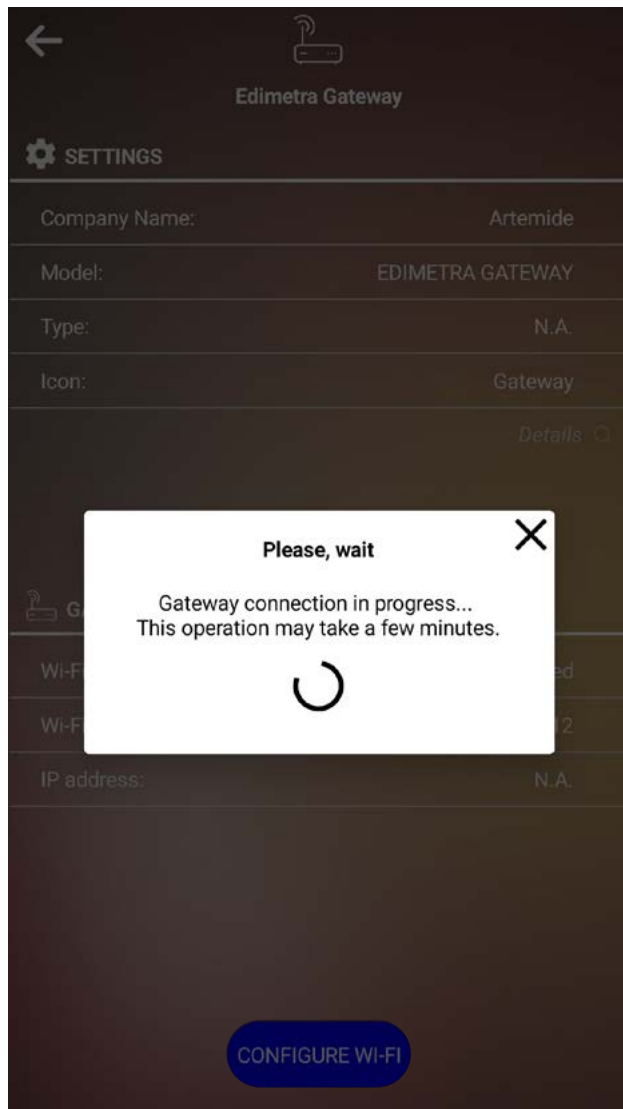 Edimetra Gateway
SETTINGS
Company Name: Artemide
Model: EDIMETRA GATEWAY
Type: N.A.
Icon: Gateway
Details
Please, wait
Gateway connection in progress...
This operation may take a few minutes.
IP address: N.A.
CONFIGURE WI-FI